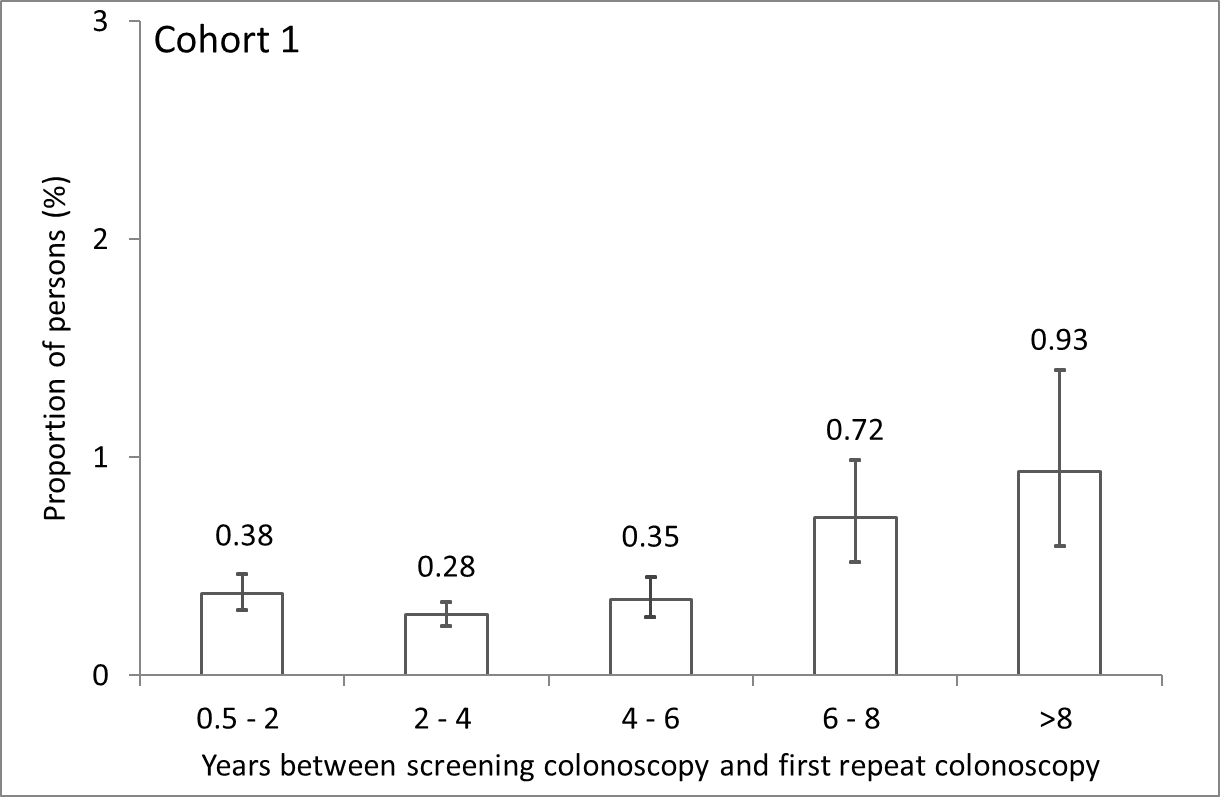 Cohort 1
Proportion of persons (%)
3
2
1
0
0.38
0.28
0.35
0.72
0.93
0.5 - 2
2 - 4
4 - 6
6 - 8
>8
Years between screening colonoscopy and first repeat colonoscopy